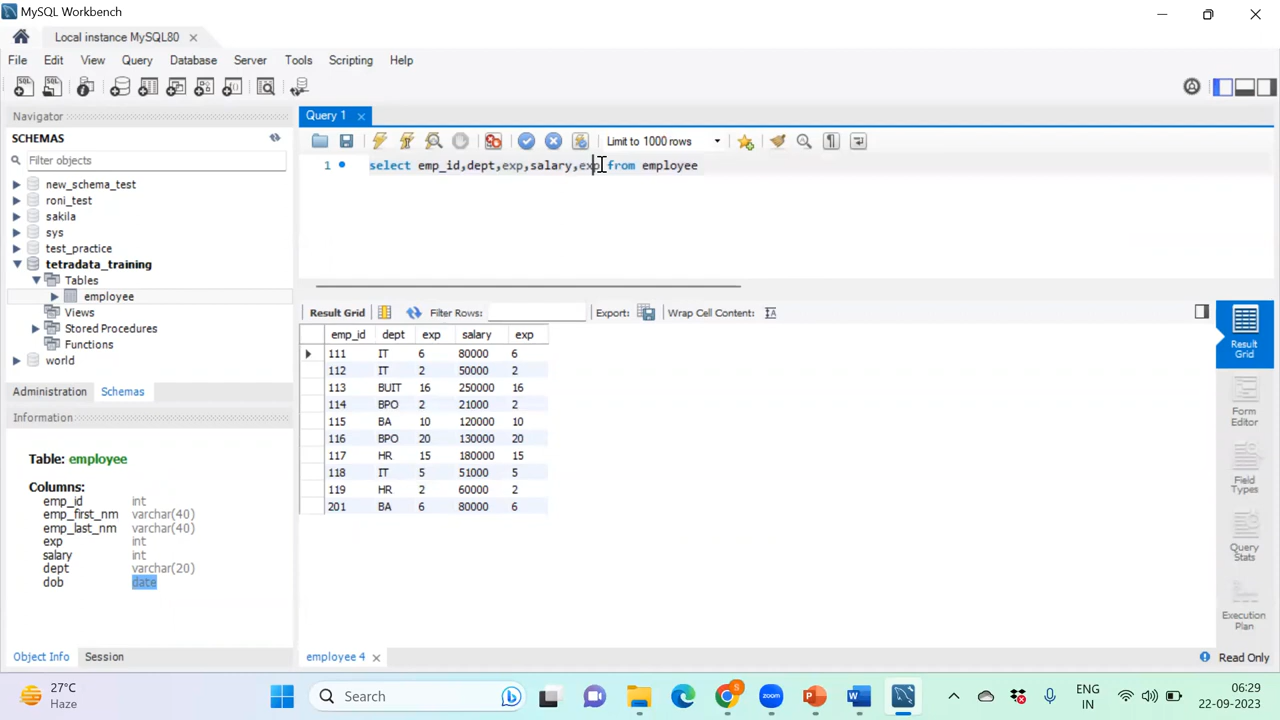 MySQL Workbench
Local instance MySQL80
File Edit View Query Database Server Tools Scripting Help
Navigator
SCHEMAS
Filter objects
new_schema_test
roni_test
sakila
sys
test_practice
tetradata_training
Tables
employee
Views
Stored Procedures
Functions
world
Administration Schemas
Information
Table: employee
Columns:
emp_id int
emp_first_nm varchar(40)
emp_last_nm varchar(40)
exp int
salary int
dept varchar(20)
dob date
Object Info Session
Query 1
Limit to 1000 rows
1 select emp_id,dept,exp,salary,exp from employee
Result Grid Filter Rows: Export: Wrap Cell Content:
emp_id dept exp salary exp
111 IT 6 80000 6
112 IT 2 50000 2
113 BUIT 16 250000 16
114 BPO 2 21000 2
115 BA 10 120000 10
116 BPO 20 130000 20
117 HR 15 180000 15
118 IT 5 51000 5
119 HR 2 60000 2
201 BA 6 80000 6
Result
Grid
Form
Editor
Field
Types
Query
Stats
Execution
Plan
employee 4
Read Only
27°C
Haze
Search
5
zoom
ENG
IN
06:29
22-09-2023